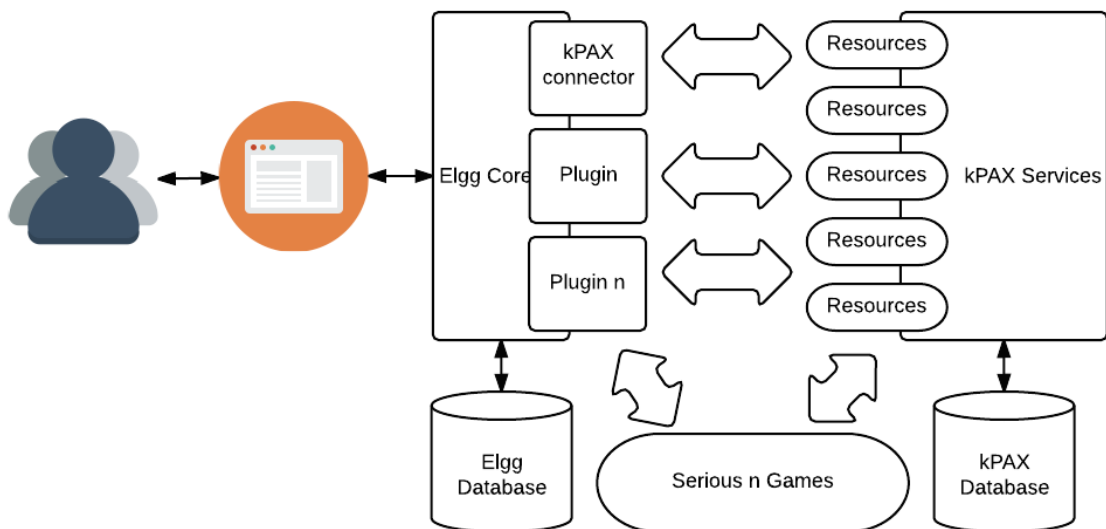 kPAX
connector
Resources
Resources
Elgg Core
Plugin
Resources
kPAX Services
Resources
Plugin n
Resources
Elgg
Database
Serious n Games
kPAX
Database